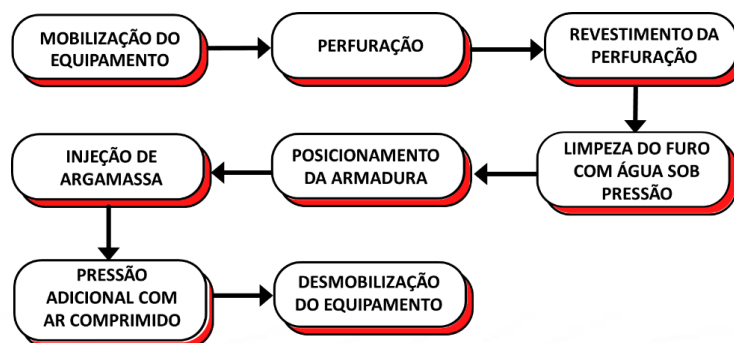 MOBILIZAÇÃO DO
EQUIPAMENTO
PERFURAÇÃO
REVESTIMENTO DA
PERFURAÇÃO
LIMPEZA DO FURO
COM ÁGUA SOB
PRESSÃO
POSICIONAMENTO
DA ARMADURA
INJEÇÃO DE
ARGAMASSA
PRESSÃO
ADICIONAL COM
AR COMPRIMIDO
DESMOBILIZAÇÃO
DO EQUIPAMENTO